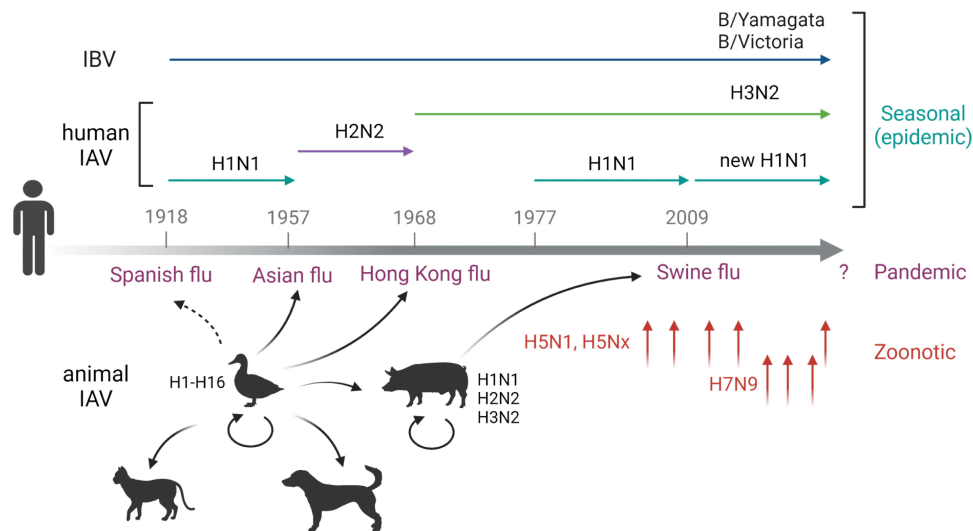 B/Yamagata
B/Victoria
IBV
H3N2
Seasonal
(epidemic)
human
IAV
H2N2
H1N1
H1N1
new H1N1
1918
1957
1968
1977
2009
Spanish flu
Asian flu
Hong Kong flu
Swine flu
?
Pandemic
H5N1, H5Nx
Zoonotic
animal
IAV
H1-H16
H1N1
H2N2
H3N2
H7N9